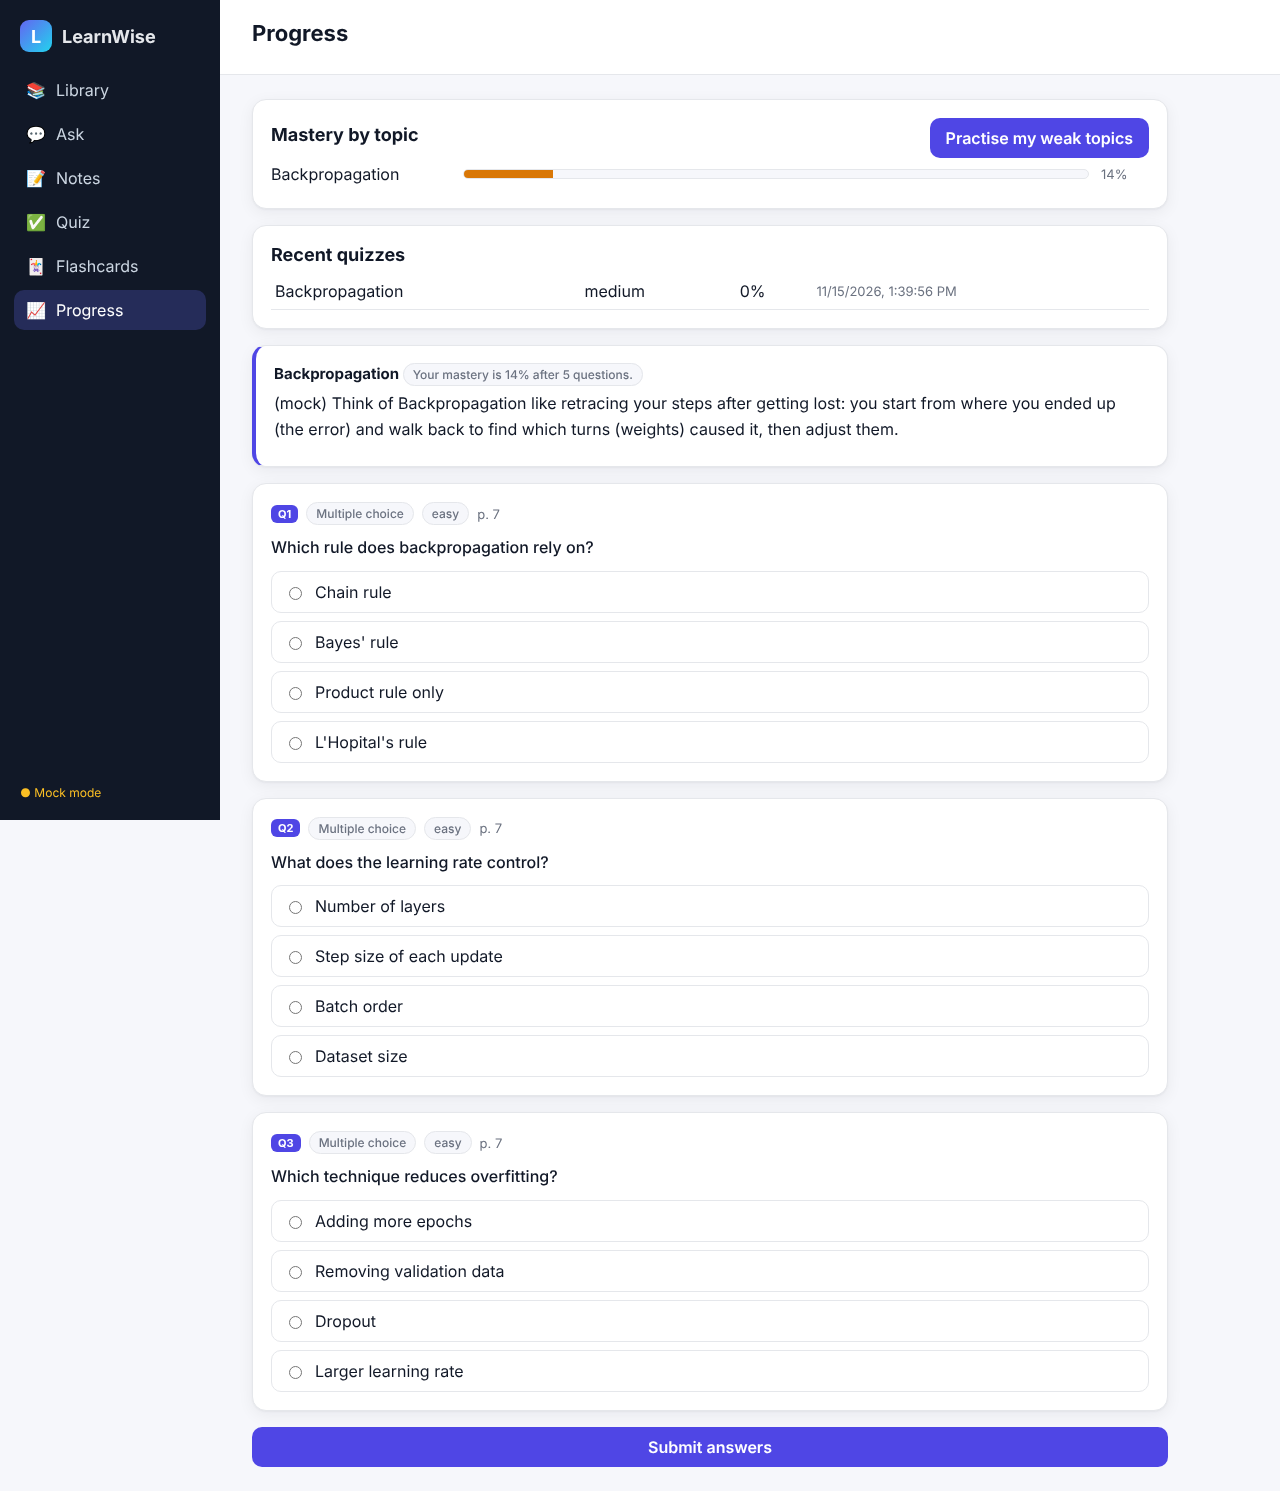 L LearnWise
Library
Ask
Notes
Quiz
Flashcards
Progress
Mock mode
Progress
Mastery by topic
Practise my weak topics
Backpropagation 14%
Recent quizzes
Backpropagation medium 0% 11/15/2026, 1:39:56 PM
Backpropagation Your mastery is 14% after 5 questions.
(mock) Think of Backpropagation like retracing your steps after getting lost: you start from where you ended up
(the error) and walk back to find which turns (weights) caused it, then adjust them.
Q1 Multiple choice easy p. 7
Which rule does backpropagation rely on?
Chain rule
Bayes' rule
Product rule only
L'Hopital's rule
Q2 Multiple choice easy p. 7
What does the learning rate control?
Number of layers
Step size of each update
Batch order
Dataset size
Q3 Multiple choice easy p. 7
Which technique reduces overfitting?
Adding more epochs
Removing validation data
Dropout
Larger learning rate
Submit answers